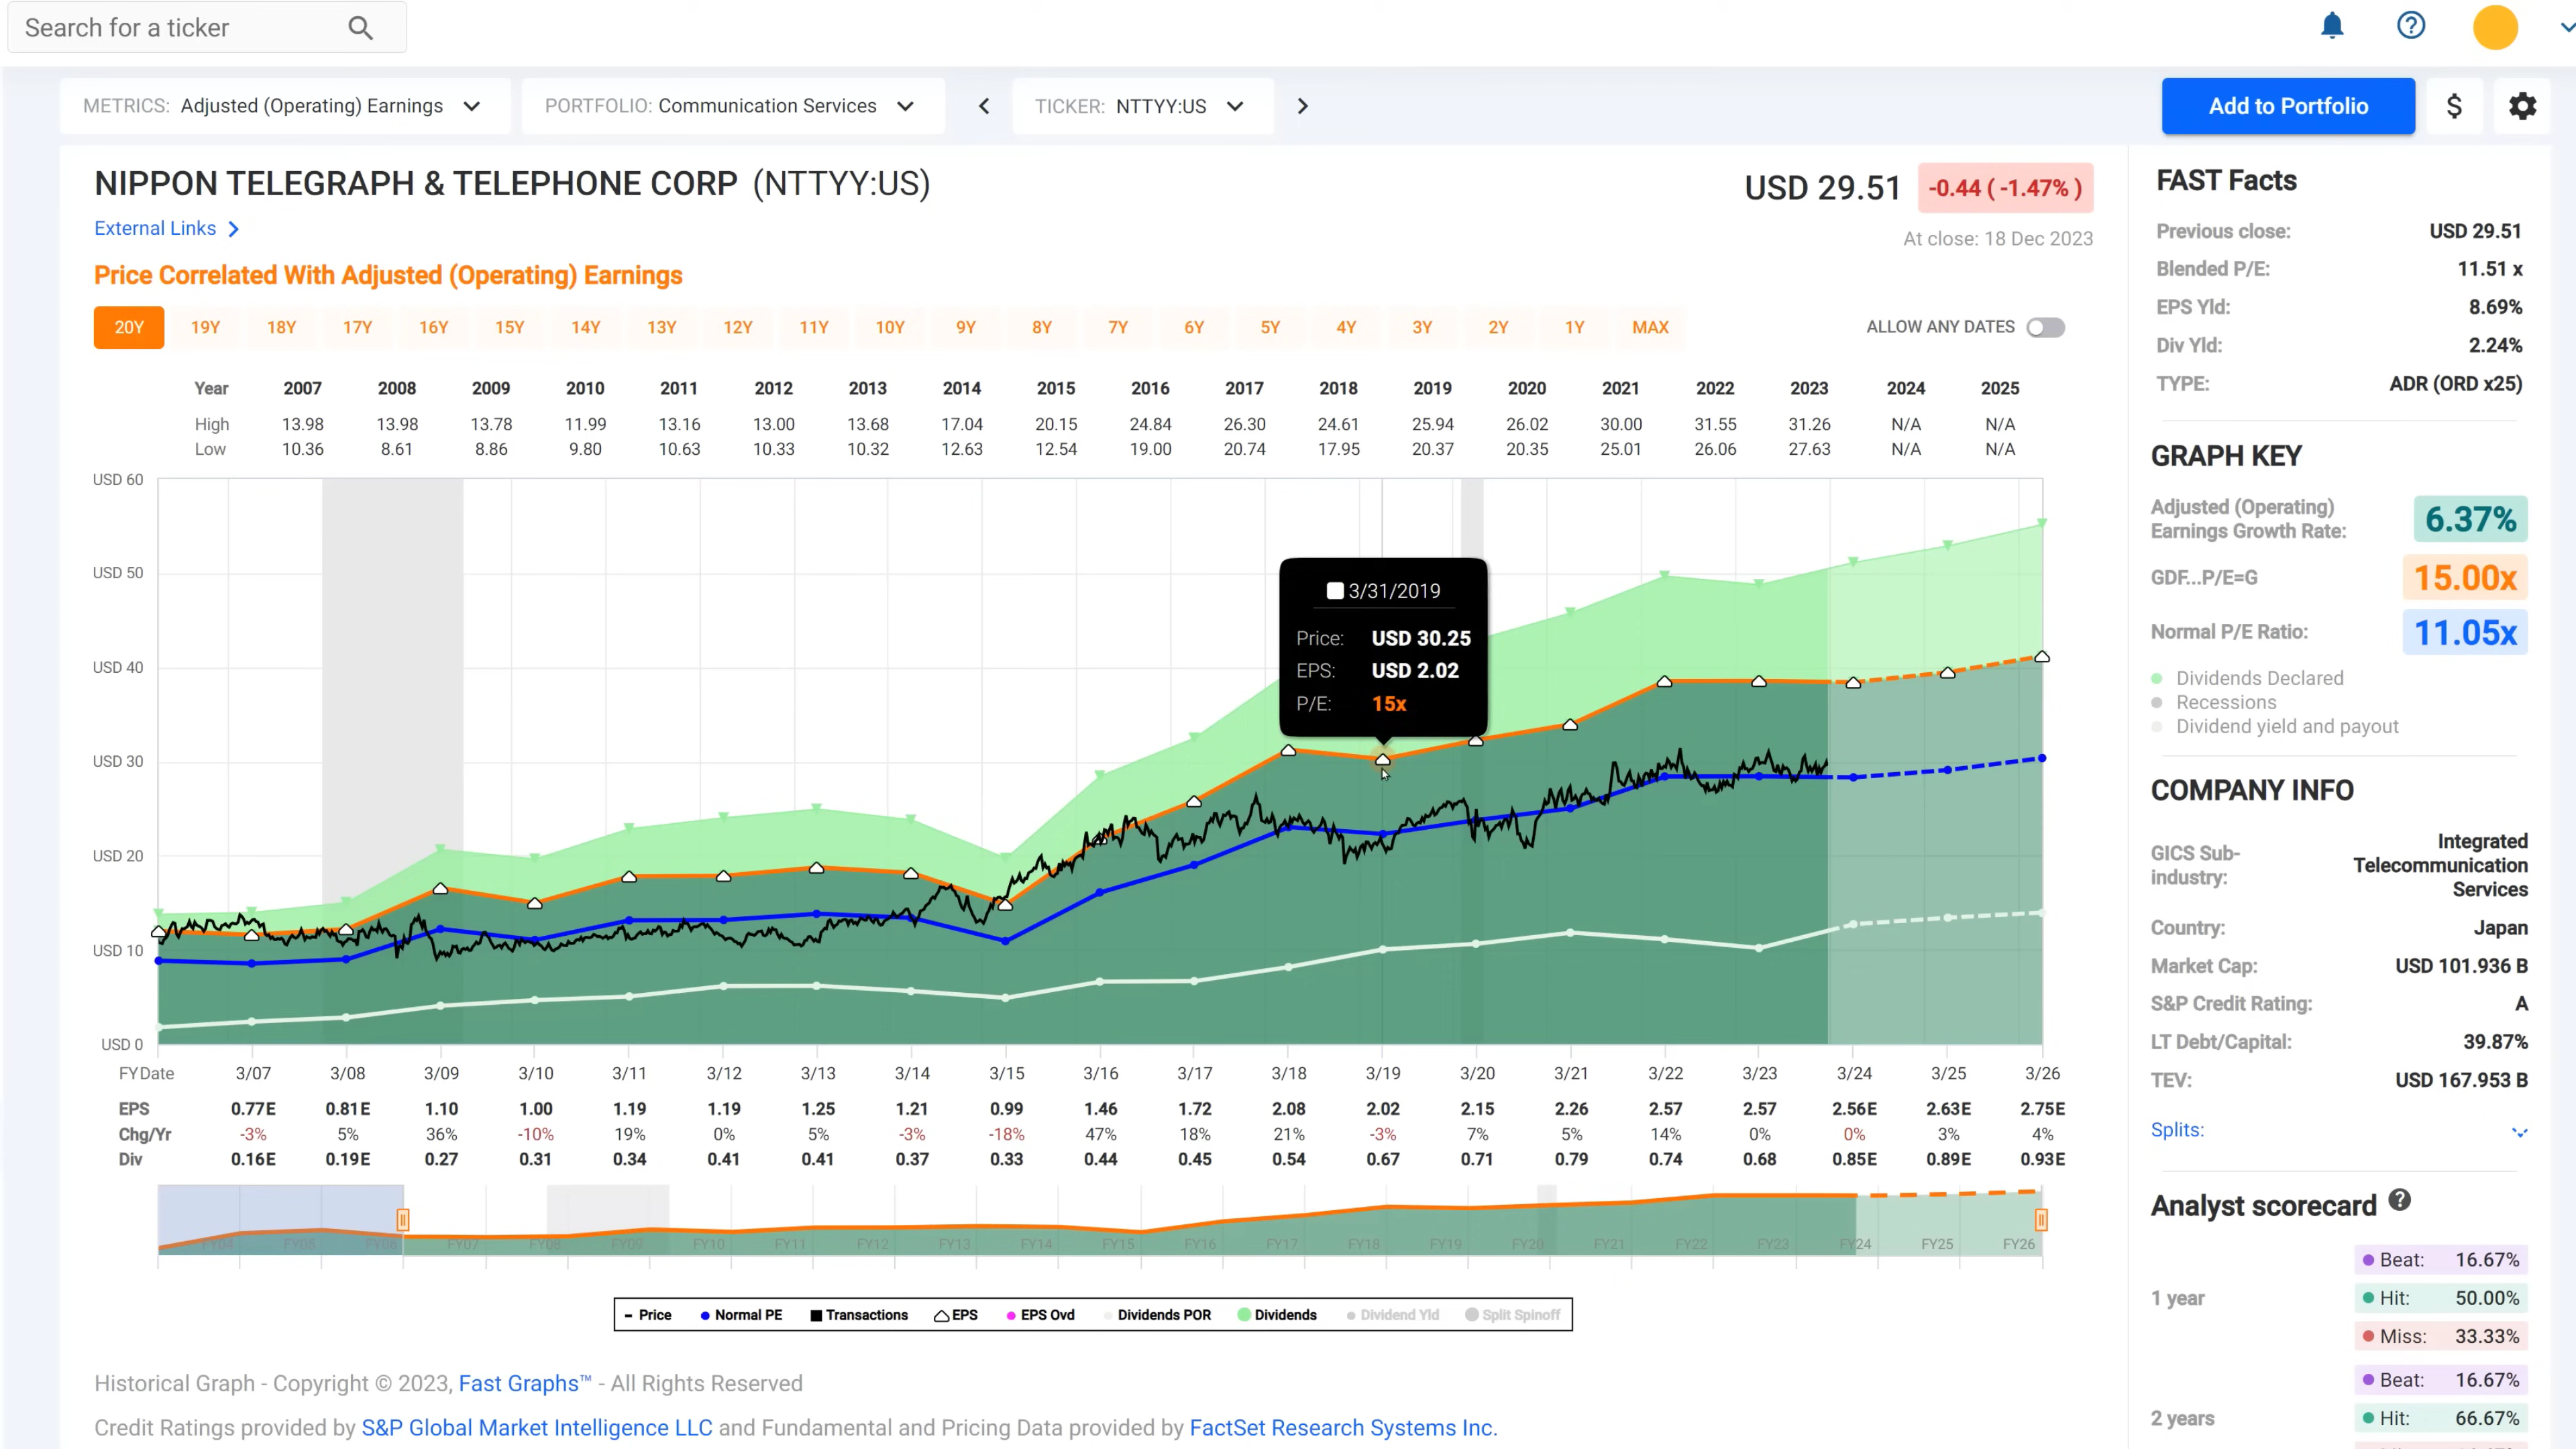 Search for a ticker
METRICS: Adjusted (Operating) Earnings
PORTFOLIO: Communication Services
TICKER: NTTYY:US
Add to Portfolio
$
NIPPON TELEGRAPH & TELEPHONE CORP (NTTYY:US)
USD 29.51 -0.44 ( -1.47% )
External Links
At close: 18 Dec 2023
Price Correlated With Adjusted (Operating) Earnings
20Y 19Y 18Y 17Y 16Y 15Y 14Y 13Y 12Y 11Y 10Y 9Y 8Y 7Y 6Y 5Y 4Y 3Y 2Y 1Y MAX
ALLOW ANY DATES
Year 2007 2008 2009 2010 2011 2012 2013 2014 2015 2016 2017 2018 2019 2020 2021 2022 2023 2024 2025
High 13.98 13.98 13.78 11.99 13.16 13.00 13.68 17.04 20.15 24.84 26.30 24.61 25.94 26.02 30.00 31.55 31.26 N/A N/A
Low 10.36 8.61 8.86 9.80 10.63 10.33 10.32 12.63 12.54 19.00 20.74 17.95 20.37 20.35 25.01 26.06 27.63 N/A N/A
USD 60
USD 50
USD 40
USD 30
USD 20
USD 10
USD 0
3/31/2019
Price: USD 30.25
EPS: USD 2.02
P/E: 15x
FYDate 3/07 3/08 3/09 3/10 3/11 3/12 3/13 3/14 3/15 3/16 3/17 3/18 3/19 3/20 3/21 3/22 3/23 3/24 3/25 3/26
EPS 0.77E 0.81E 1.10 1.00 1.19 1.19 1.25 1.21 0.99 1.46 1.72 2.08 2.02 2.15 2.26 2.57 2.57 2.56E 2.63E 2.75E
Chg/Yr -3% 5% 36% -10% 19% 0% 5% -3% -18% 47% 18% 21% -3% 7% 5% 14% 0% 0% 3% 4%
Div 0.16E 0.19E 0.27 0.31 0.34 0.41 0.41 0.37 0.33 0.44 0.45 0.54 0.67 0.71 0.79 0.74 0.68 0.85E 0.89E 0.93E
FY04 FY05 FY06 FY07 FY08 FY09 FY10 FY11 FY12 FY13 FY14 FY15 FY16 FY17 FY18 FY19 FY20 FY21 FY22 FY23 FY24 FY25 FY26
Price Normal PE Transactions EPS EPS Ovd Dividends POR Dividends Dividend Yld Split Spinoff
Historical Graph - Copyright © 2023, Fast Graphs™ - All Rights Reserved
Credit Ratings provided by S&P Global Market Intelligence LLC and Fundamental and Pricing Data provided by FactSet Research Systems Inc.
FAST Facts
Previous close: USD 29.51
Blended P/E: 11.51 x
EPS Yld: 8.69%
Div Yld: 2.24%
TYPE: ADR (ORD x25)
GRAPH KEY
Adjusted (Operating)
Earnings Growth Rate: 6.37%
GDF...P/E=G 15.00x
Normal P/E Ratio: 11.05x
Dividends Declared
Recessions
Dividend yield and payout
COMPANY INFO
GICS Sub-
industry:
Integrated
Telecommunication
Services
Country: Japan
Market Cap: USD 101.936 B
S&P Credit Rating: A
LT Debt/Capital: 39.87%
TEV: USD 167.953 B
Splits:
Analyst scorecard ?
1 year
Beat: 16.67%
Hit: 50.00%
Miss: 33.33%
2 years
Beat: 16.67%
Hit: 66.67%